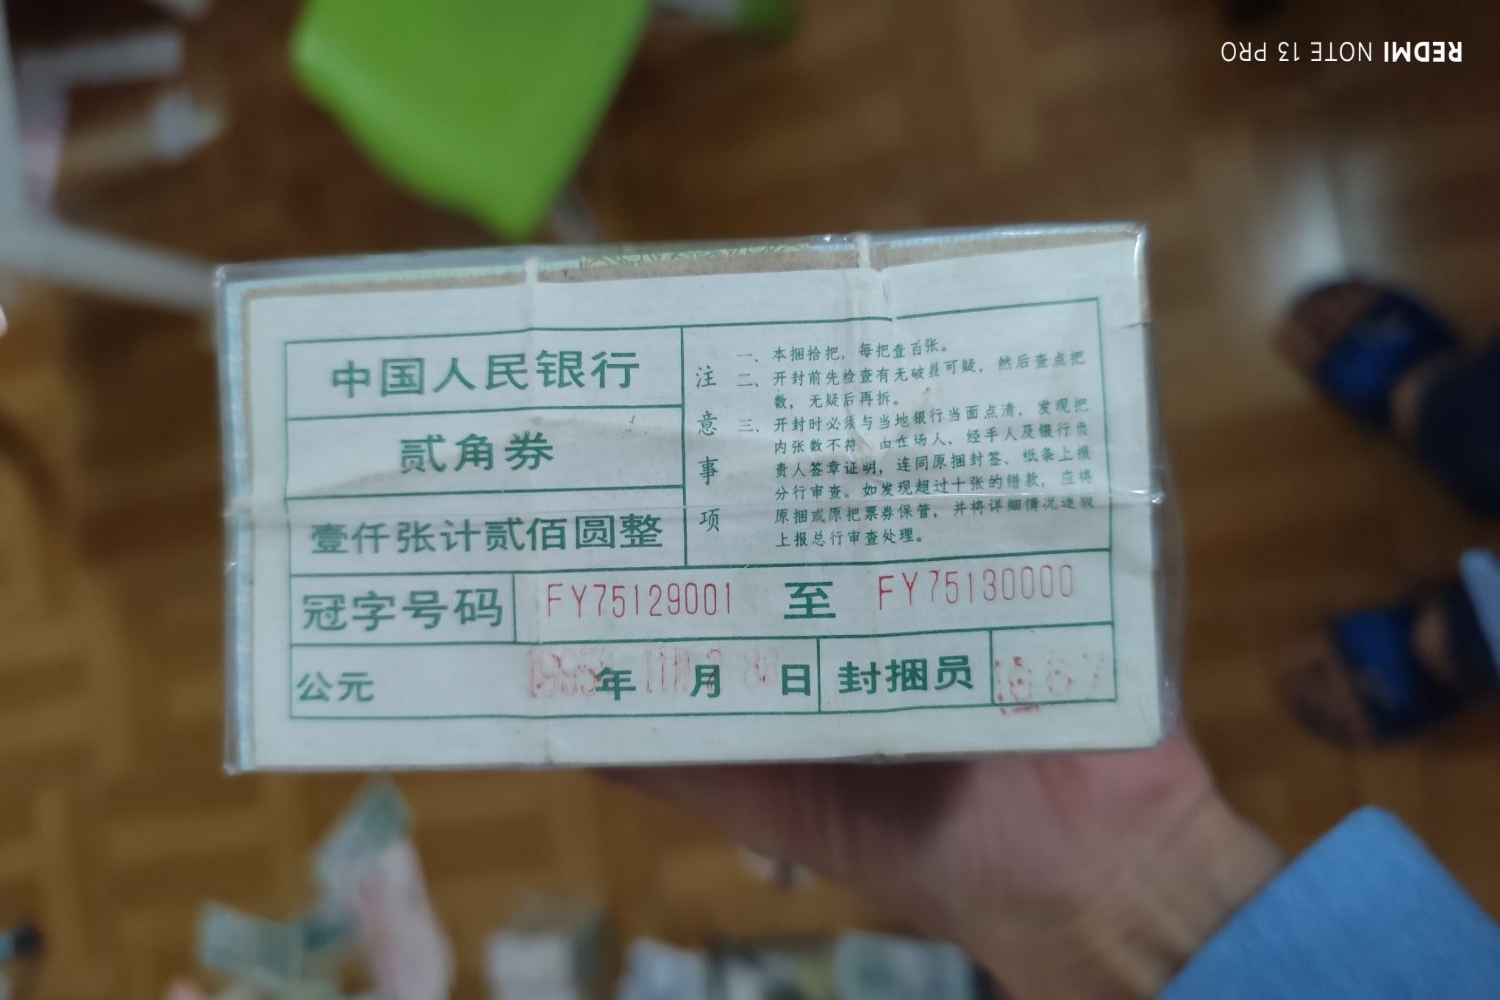 REDMI NOTE 13 PRO
中国人民银行
贰角券
壹仟张计贰佰圆整
注意事项
一、本捆拾把，每把壹百张。
二、开封前先检查有无破其可疑，然后查点把
数，无疑后再拆。
三、开封时必须与当地银行当面点清，发现把
内张数不符，由在场人、经手人及银行负
责人签章证明，连同原捆封签、纸条上报
分行审查。如发现超过十张的错款，应将
原捆或原把票券保管，并将详细情况逐级
上报总行审查处理。
冠字号码 FY75129001 至 FY75130000
公元 1995年 月 日 封捆员